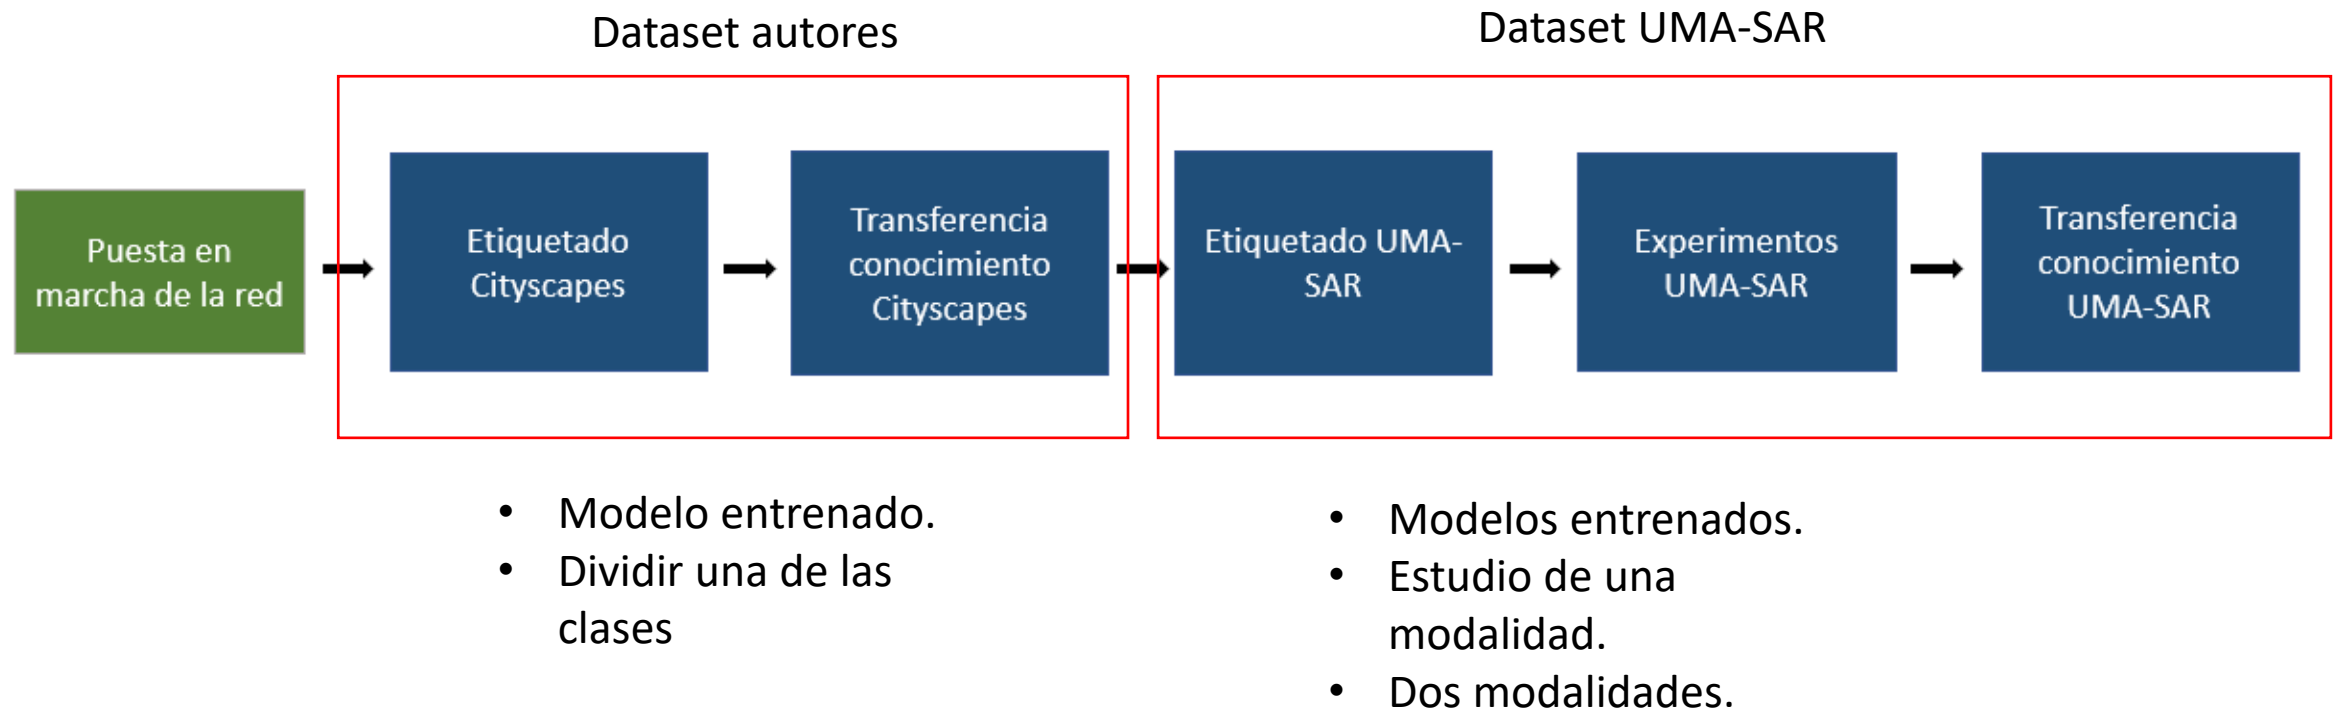 Dataset autores
Dataset UMA-SAR
Puesta en
marcha de la red
Etiquetado
Cityscapes
Transferencia
conocimiento
Cityscapes
Etiquetado UMA-
SAR
Experimentos
UMA-SAR
Transferencia
conocimiento
UMA-SAR
• Modelo entrenado.
• Dividir una de las
clases
• Modelos entrenados.
• Estudio de una
modalidad.
• Dos modalidades.